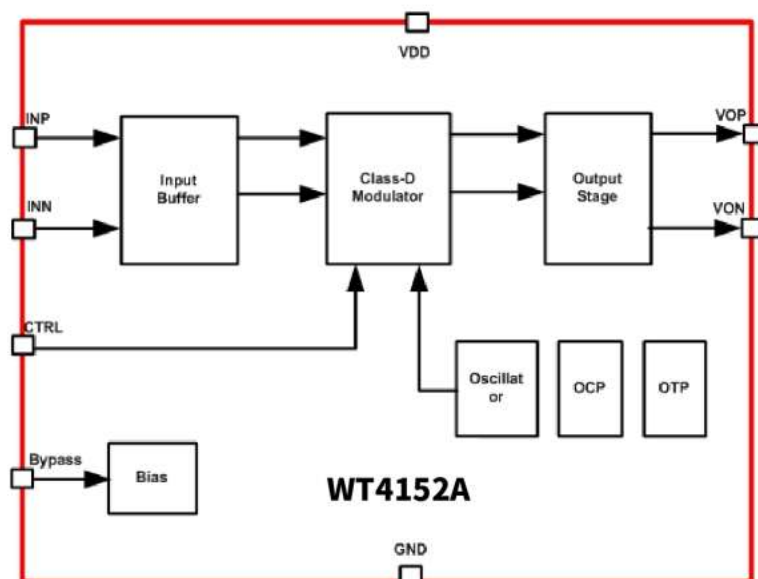 VDD
INP
VOP
Input
Buffer
Class-D
Modulator
Output
Stage
INN
VON
CTRL
Oscillat
or
OCP
OTP
Bypass
Bias
WT4152A
GND